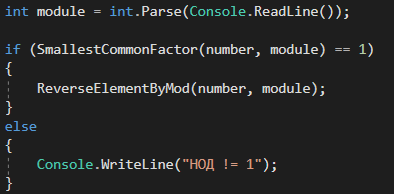 int module = int.Parse(Console.ReadLine());
if (SmallestCommonFactor(number, module) == 1)
{
ReverseElementByMod(number, module);
}
else
{
Console.WriteLine("НОД != 1");
}